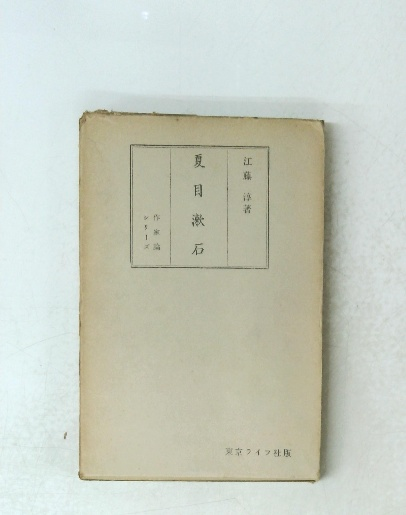 江藤 淳著
夏目漱石
作家論
シリーズ
東京ライフ社版